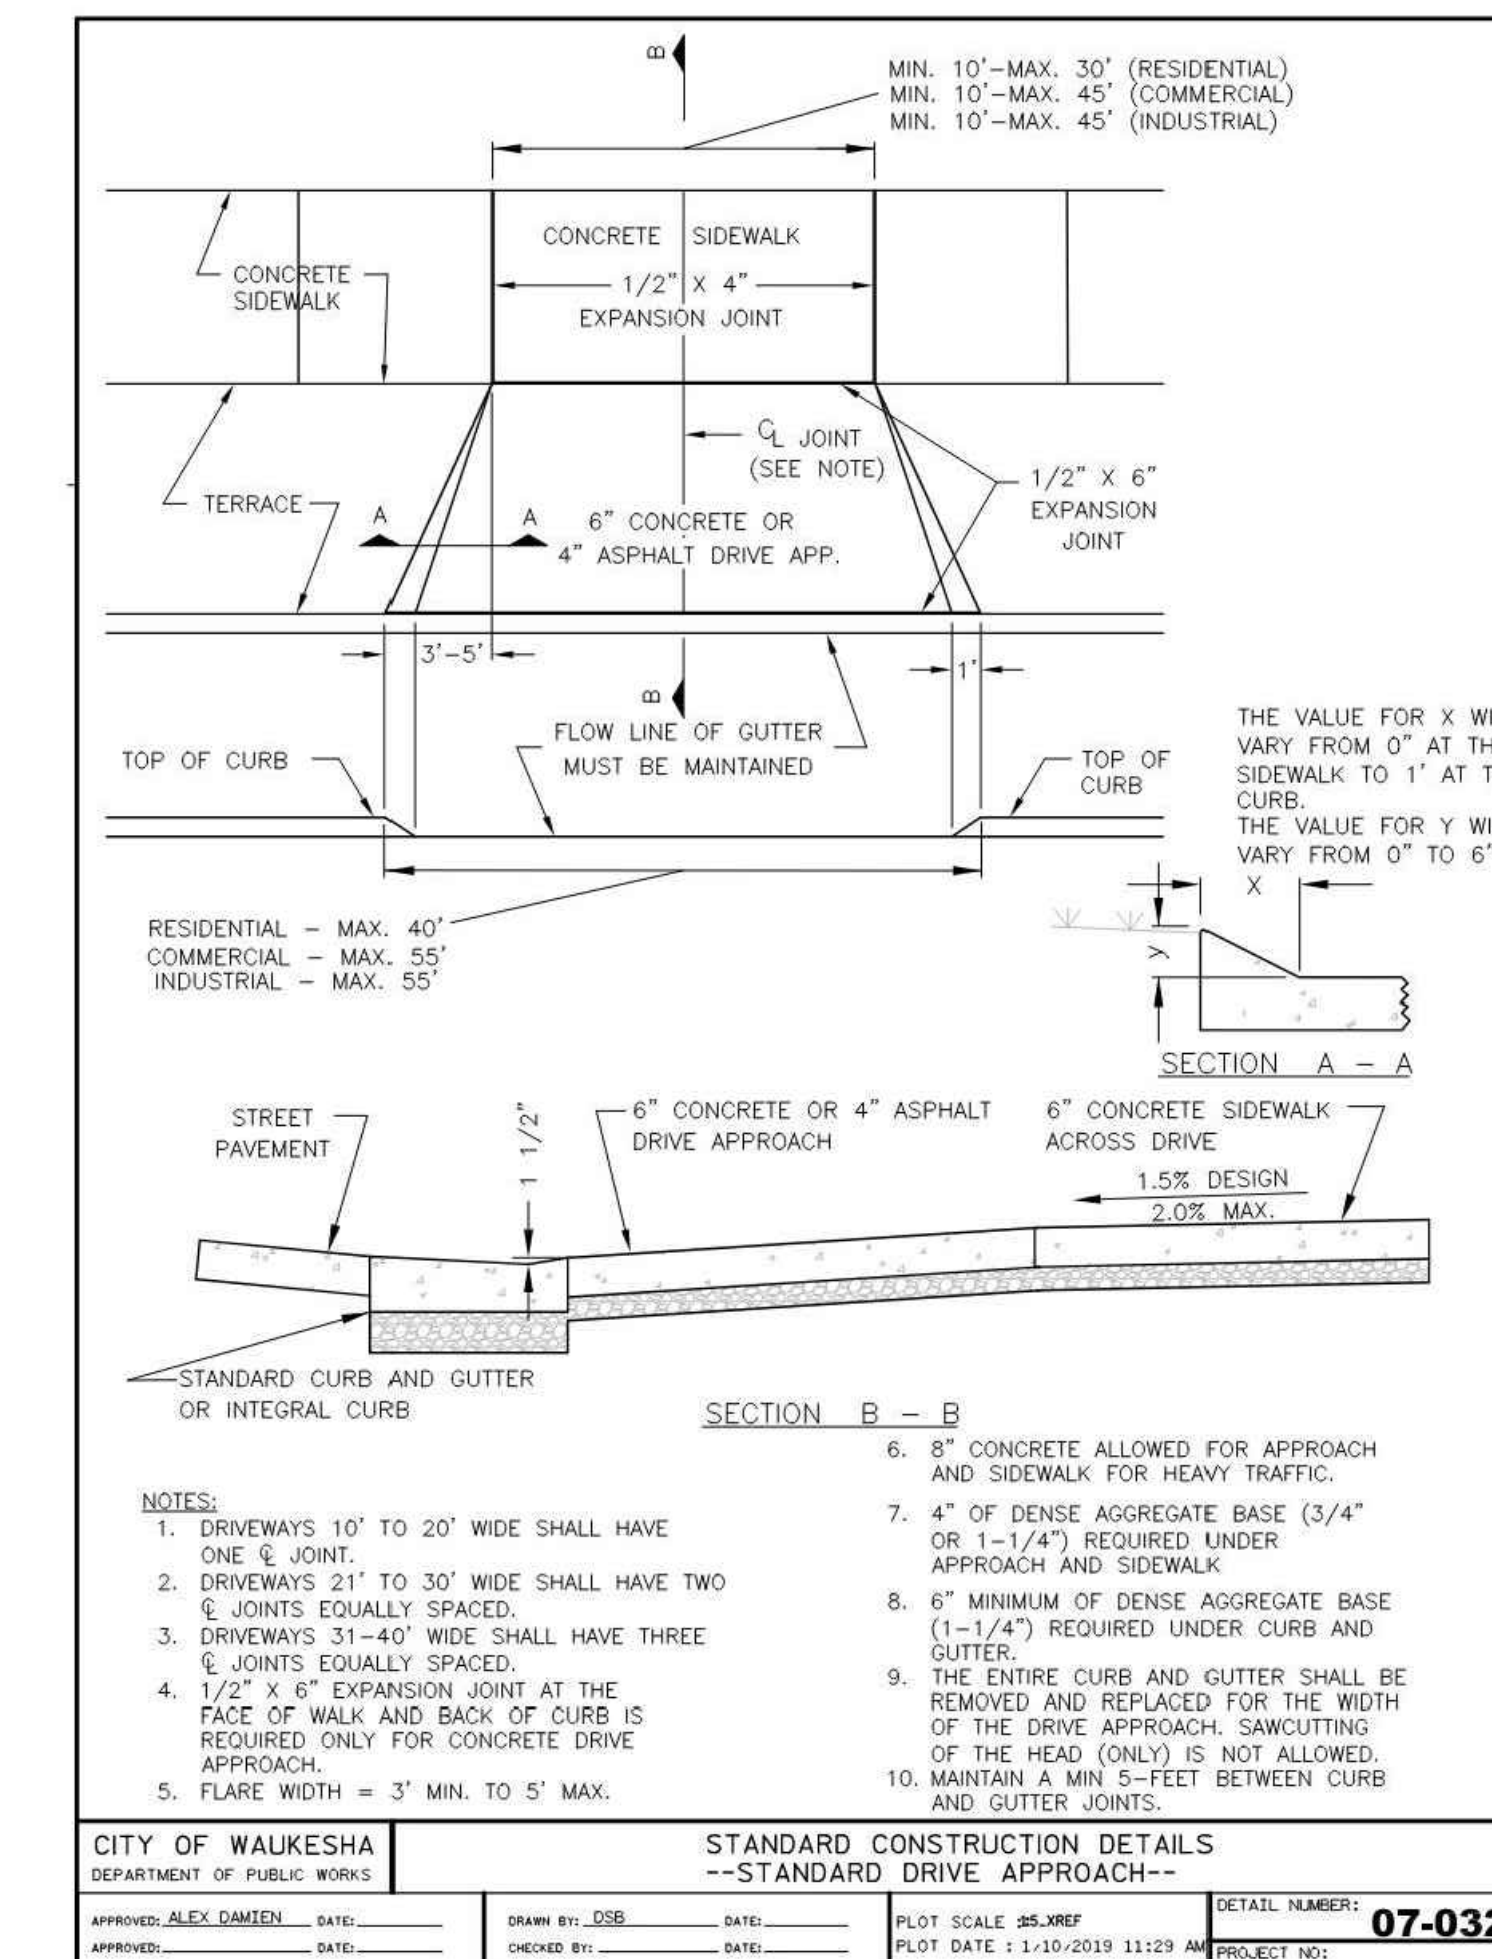 B
MIN. 10'-MAX. 30' (RESIDENTIAL)
MIN. 10'-MAX. 45' (COMMERCIAL)
MIN. 10'-MAX. 45' (INDUSTRIAL)
CONCRETE SIDEWALK
1/2" X 4"
EXPANSION JOINT
CONCRETE
SIDEWALK
℄ JOINT
(SEE NOTE)
1/2" X 6"
EXPANSION
JOINT
TERRACE
A A
6" CONCRETE OR
4" ASPHALT DRIVE APP.
3'-5'
1'
B
FLOW LINE OF GUTTER
MUST BE MAINTAINED
TOP OF CURB
TOP OF
CURB
THE VALUE FOR X
VARY FROM 0" AT
SIDEWALK TO 1' AT
CURB.
THE VALUE FOR Y
VARY FROM 0" TO 6"
X
y
RESIDENTIAL - MAX. 40'
COMMERCIAL - MAX. 55'
INDUSTRIAL - MAX. 55'
SECTION A - A
STREET
PAVEMENT
1 1/2"
6" CONCRETE OR 4" ASPHALT
DRIVE APPROACH
6" CONCRETE SIDEWALK
ACROSS DRIVE
1.5% DESIGN
2.0% MAX.
STANDARD CURB AND GUTTER
OR INTEGRAL CURB
SECTION B - B
NOTES:
1. DRIVEWAYS 10' TO 20' WIDE SHALL HAVE
ONE ℄ JOINT.
2. DRIVEWAYS 21' TO 30' WIDE SHALL HAVE TWO
℄ JOINTS EQUALLY SPACED.
3. DRIVEWAYS 31-40' WIDE SHALL HAVE THREE
℄ JOINTS EQUALLY SPACED.
4. 1/2" X 6" EXPANSION JOINT AT THE
FACE OF WALK AND BACK OF CURB IS
REQUIRED ONLY FOR CONCRETE DRIVE
APPROACH.
5. FLARE WIDTH = 3' MIN. TO 5' MAX.
6. 8" CONCRETE ALLOWED FOR APPROACH
AND SIDEWALK FOR HEAVY TRAFFIC.
7. 4" OF DENSE AGGREGATE BASE (3/4"
OR 1-1/4") REQUIRED UNDER
APPROACH AND SIDEWALK
8. 6" MINIMUM OF DENSE AGGREGATE BASE
(1-1/4") REQUIRED UNDER CURB AND
GUTTER.
9. THE ENTIRE CURB AND GUTTER SHALL BE
REMOVED AND REPLACED FOR THE WIDTH
OF THE DRIVE APPROACH. SAWCUTTING
OF THE HEAD (ONLY) IS NOT ALLOWED.
10. MAINTAIN A MIN 5-FEET BETWEEN CURB
AND GUTTER JOINTS.
CITY OF WAUKESHA
DEPARTMENT OF PUBLIC WORKS
STANDARD CONSTRUCTION DETAILS
--STANDARD DRIVE APPROACH--
APPROVED: ALEX DAMIEN DATE:
APPROVED: DATE:
DRAWN BY: DSB DATE:
CHECKED BY: DATE:
PLOT SCALE
PLOT DATE : 1/10/2019 11:29 AM
DETAIL NUMBER:
07-032
PROJECT NO: